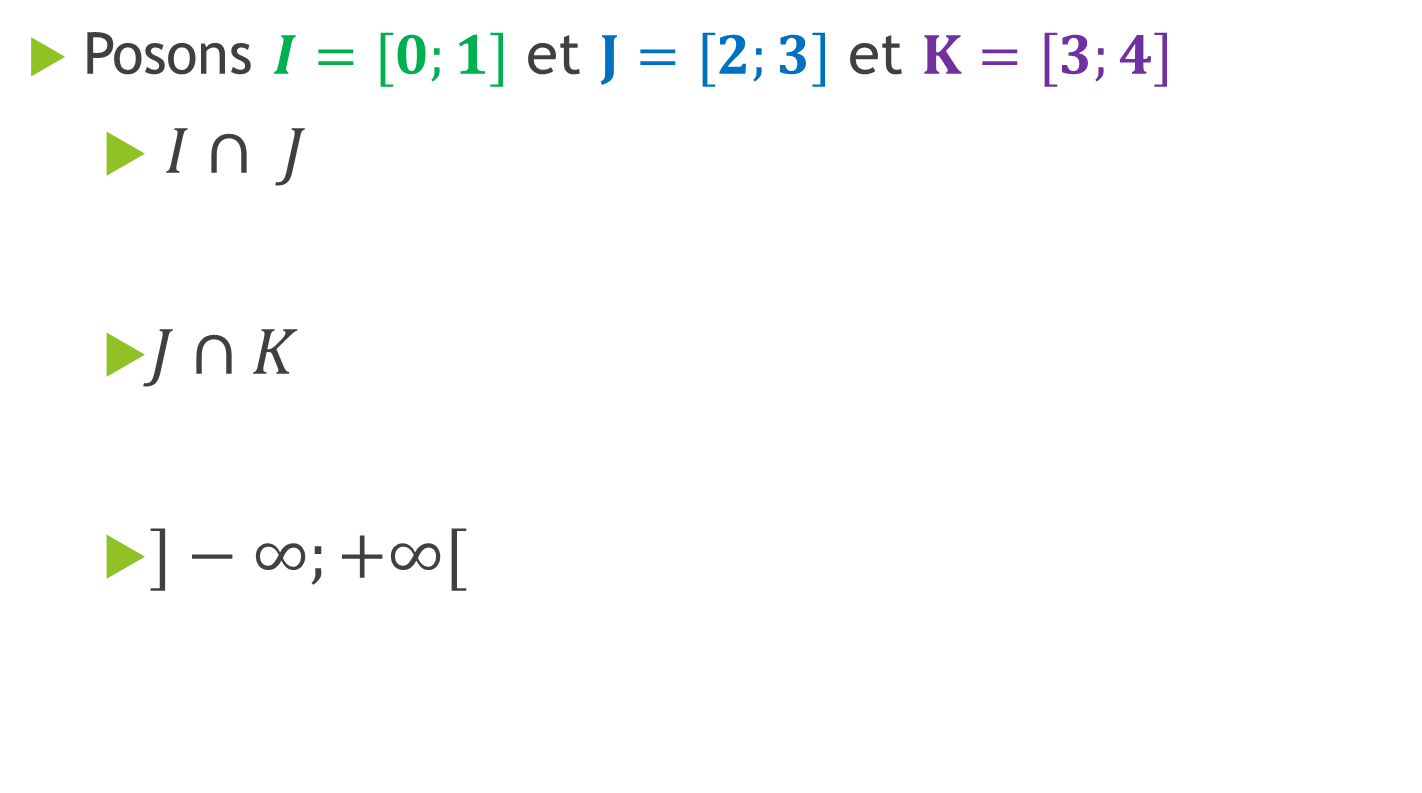 Posons I = [0; 1] et J = [2; 3] et K = [3; 4]
I ∩ J
J ∩ K
] − ∞; +∞[